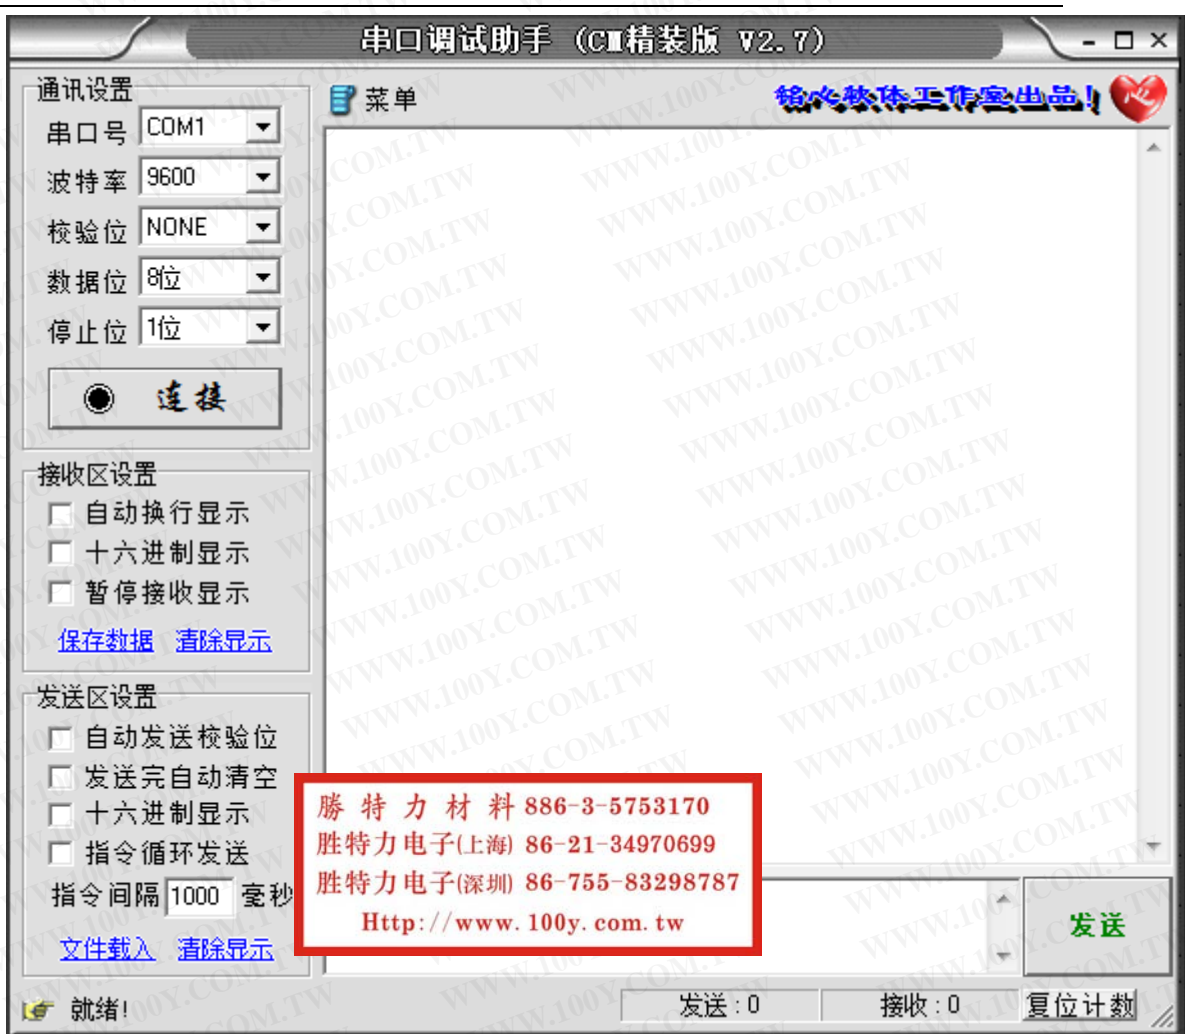 串口调试助手 (CM精装版 V2.7)
通讯设置
串口号 COM1
波特率 9600
校验位 NONE
数据位 8位
停止位 1位
连接
菜单
铭心软体工作室出品!
接收区设置
自动换行显示
十六进制显示
暂停接收显示
保存数据 清除显示
发送区设置
自动发送校验位
发送完自动清空
十六进制显示
指令循环发送
指令间隔 1000 毫秒
文件载入 清除显示
勝特力材料 886-3-5753170
胜特力电子(上海) 86-21-34970699
胜特力电子(深圳) 86-755-83298787
Http://www.100y.com.tw
发送
就绪!
发送:0
接收:0
复位计数
WWW.100Y.COM.TW